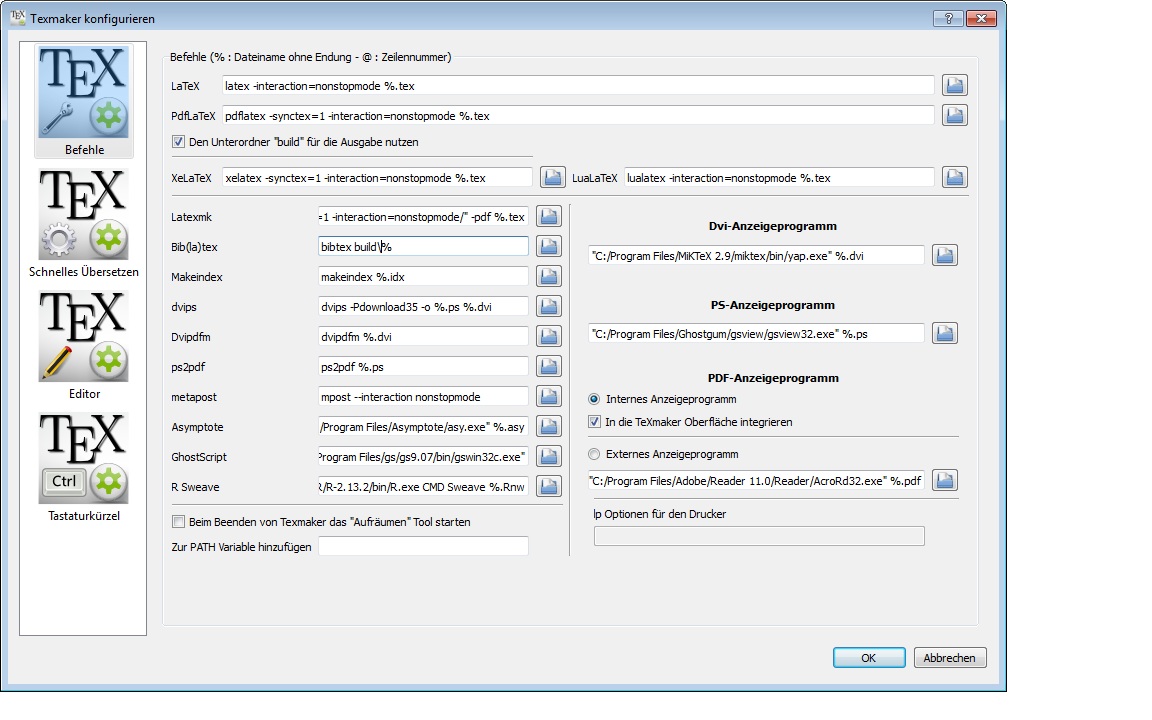 Texmaker konfigurieren
TEX
Befehle
TEX
Schnelles Übersetzen
TEX
Editor
TEX
Ctrl
Tastaturkürzel
Befehle (% : Dateiname ohne Endung - @ : Zeilennummer)
LaTeX latex -interaction=nonstopmode %.tex
PdfLaTeX pdflatex -synctex=1 -interaction=nonstopmode %.tex
Den Unterordner "build" für die Ausgabe nutzen
XeLaTeX xelatex -synctex=1 -interaction=nonstopmode %.tex LuaLaTeX lualatex -interaction=nonstopmode %.tex
Latexmk =1 -interaction=nonstopmode/" -pdf %.tex
Bib(la)tex bibtex build\%
Makeindex makeindex %.idx
dvips dvips -Pdownload35 -o %.ps %.dvi
Dvipdfm dvipdfm %.dvi
ps2pdf ps2pdf %.ps
metapost mpost --interaction nonstopmode
Asymptote /Program Files/Asymptote/asy.exe" %.asy
GhostScript Program Files/gs/gs9.07/bin/gswin32c.exe"
R Sweave R/R-2.13.2/bin/R.exe CMD Sweave %.Rnw
Beim Beenden von Texmaker das "Aufräumen" Tool starten
Zur PATH Variable hinzufügen
Dvi-Anzeigeprogramm
"C:/Program Files/MiKTeX 2.9/miktex/bin/yap.exe" %.dvi
PS-Anzeigeprogramm
"C:/Program Files/Ghostgum/gsview/gsview32.exe" %.ps
PDF-Anzeigeprogramm
Internes Anzeigeprogramm
In die TeXmaker Oberfläche integrieren
Externes Anzeigeprogramm
"C:/Program Files/Adobe/Reader 11.0/Reader/AcroRd32.exe" %.pdf
lp Optionen für den Drucker
OK Abbrechen